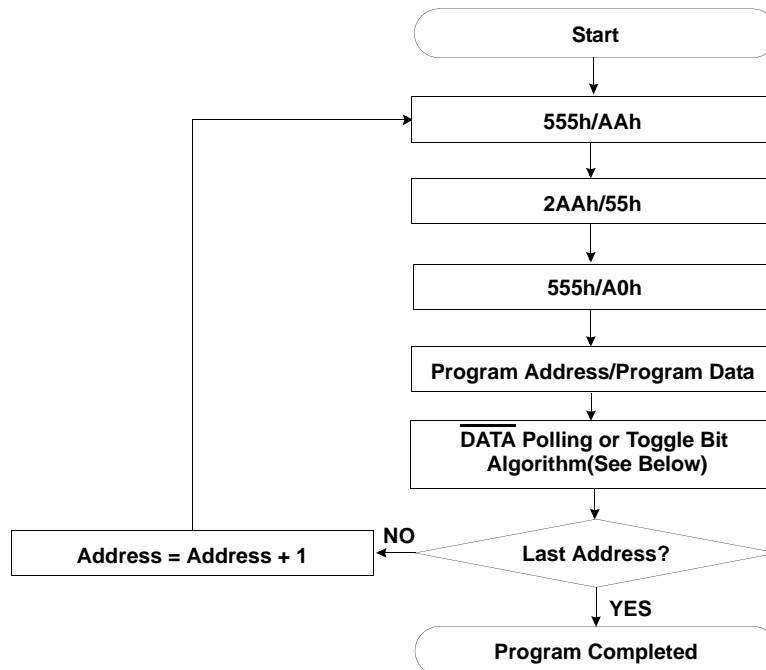 Start
555h/AAh
2AAh/55h
555h/A0h
Program Address/Program Data
DATA Polling or Toggle Bit
Algorithm(See Below)
NO
Address = Address + 1
Last Address?
YES
Program Completed